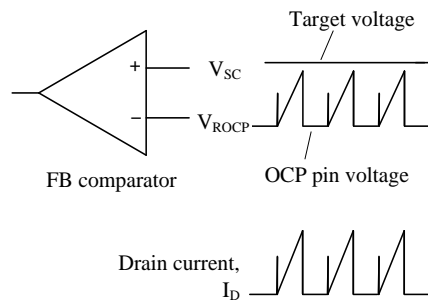 Target voltage
+
V_SC
−
V_ROCP
OCP pin voltage
FB comparator
Drain current,
I_D